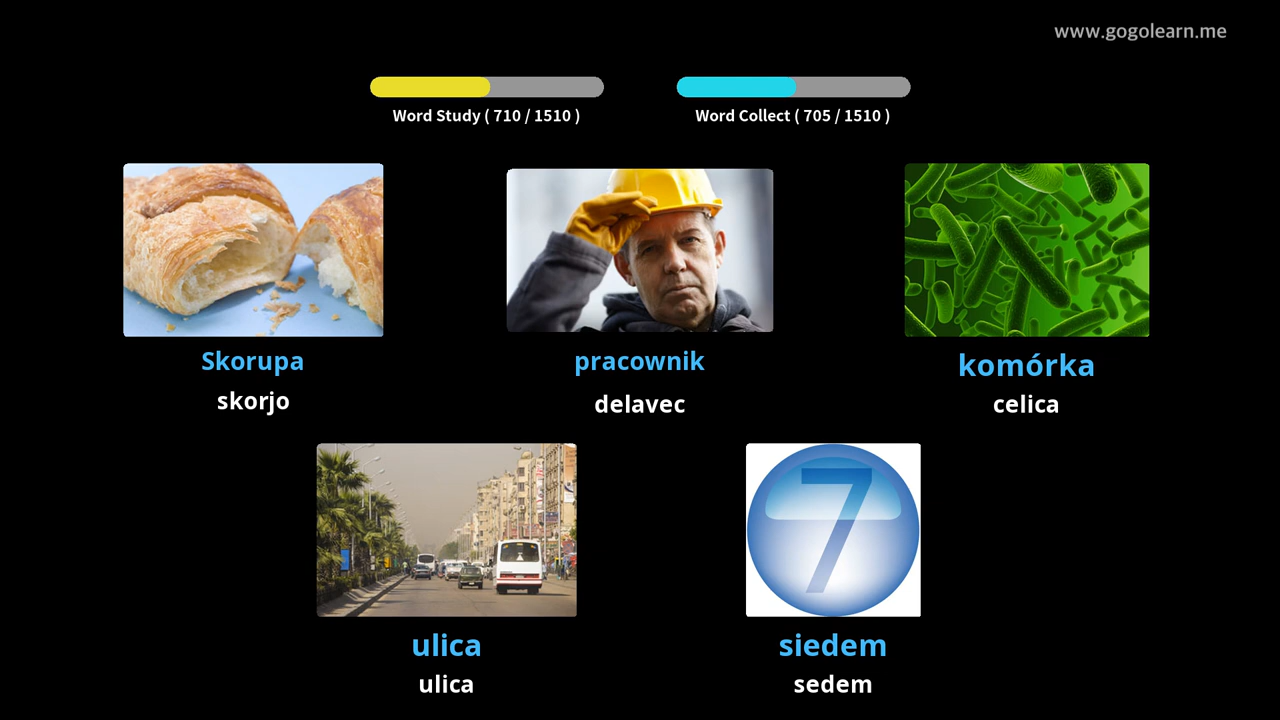 www.gogolearn.me
Word Study ( 710 / 1510 )
Word Collect ( 705 / 1510 )
Skorupa
skorjo
pracownik
delavec
komórka
celica
ulica
ulica
7
siedem
sedem